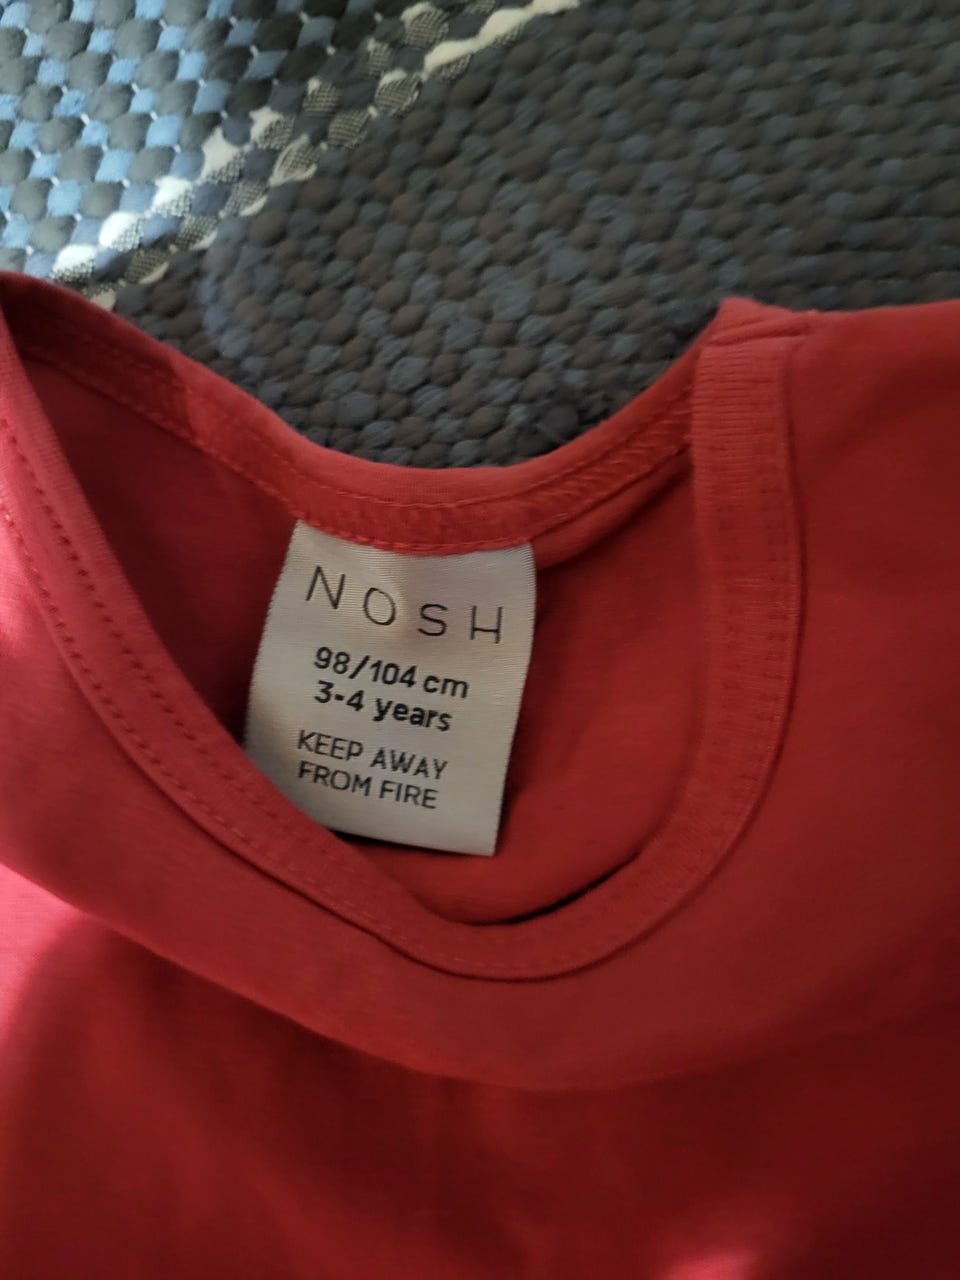 NOSH
98/104 cm
3-4 years
KEEP AWAY
FROM FIRE